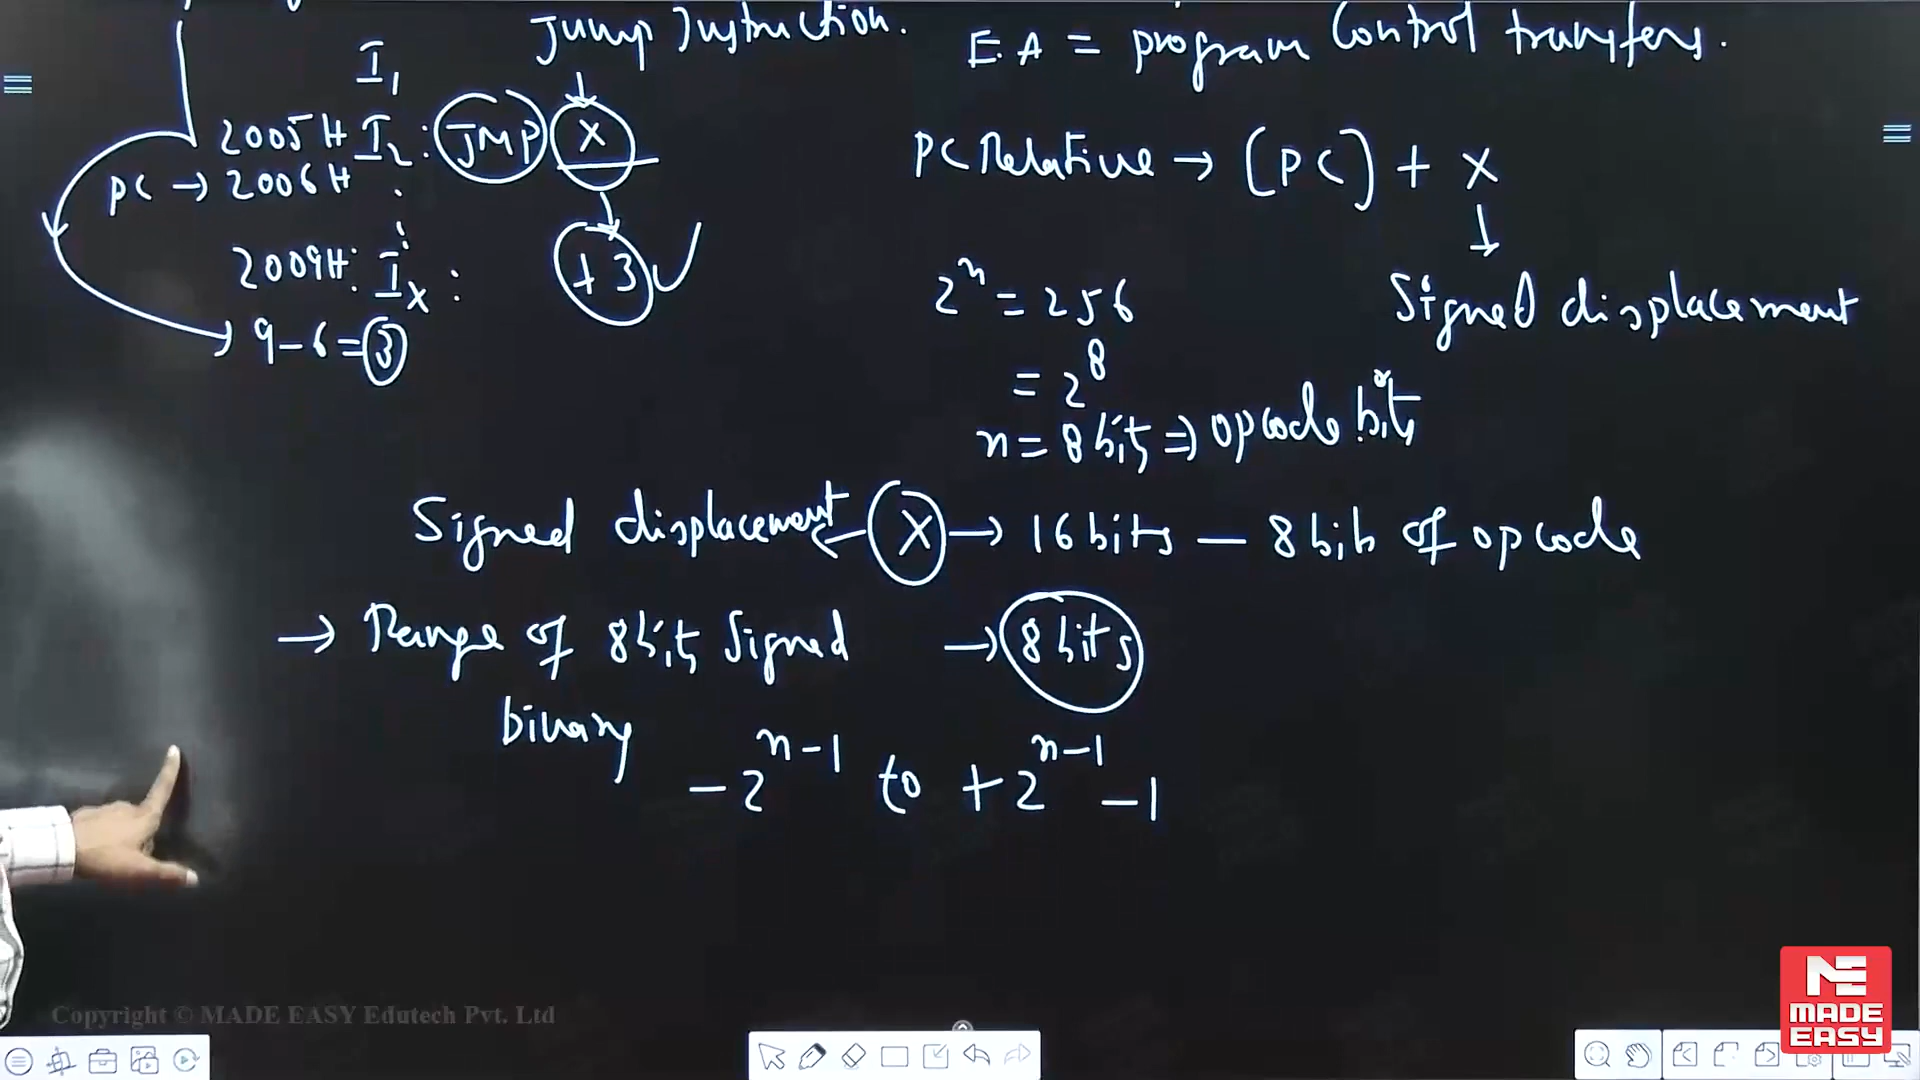 Jump Instruction.
E.A = program Control transfers.
I1
2005H I2 : JMP X
PC → 2006H
PC Relative → [PC] + X
2009H: IX :
+3 ✓
Signed displacement
9-6=3
2^n = 256
= 2^8
n = 8 bits ⇒ opcode bits
Signed displacement ← X → 16 bits — 8 bits of opcode
→ Range of 8 bits Signed
binary
→ 8 bits
-2^n-1 to +2^n-1 -1
Copyright © MADE EASY Edutech Pvt. Ltd
ME
MADE
EASY